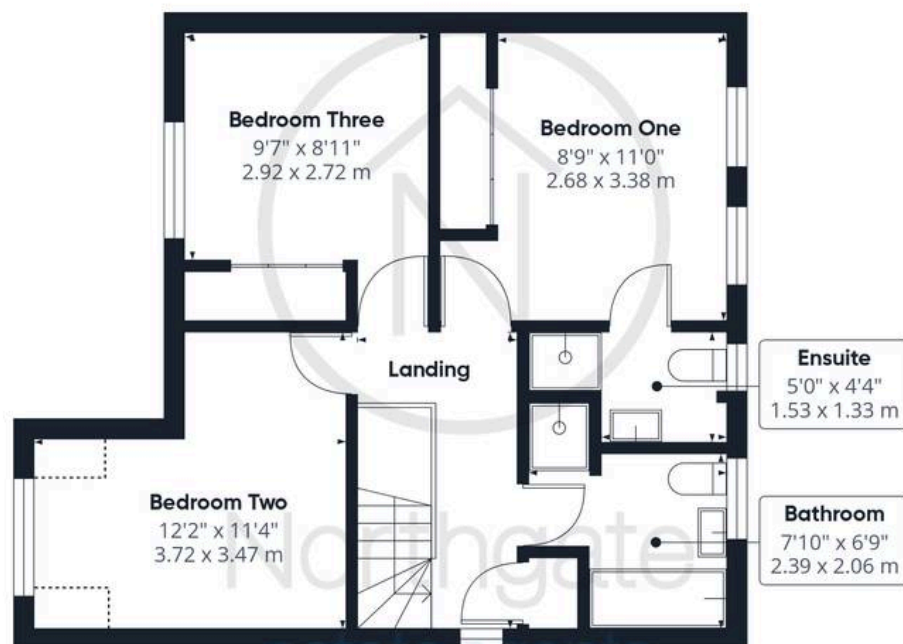 Bedroom Three
9'7" x 8'11"
2.92 x 2.72 m
Bedroom One
8'9" x 11'0"
2.68 x 3.38 m
Landing
Ensuite
5'0" x 4'4"
1.53 x 1.33 m
Bedroom Two
12'2" x 11'4"
3.72 x 3.47 m
Bathroom
7'10" x 6'9"
2.39 x 2.06 m
Northgate